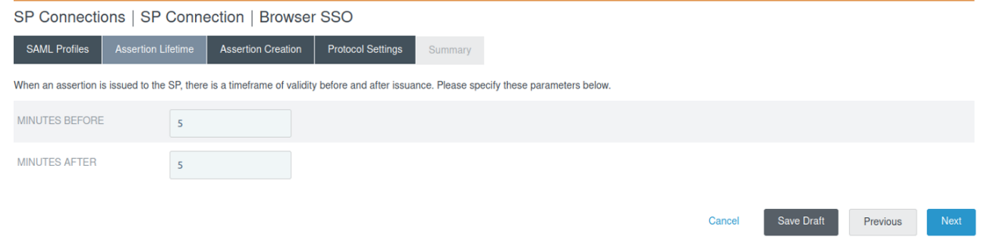 SP Connections | SP Connection | Browser SSO
SAML Profiles Assertion Lifetime Assertion Creation Protocol Settings Summary
When an assertion is issued to the SP, there is a timeframe of validity before and after issuance. Please specify these parameters below.
MINUTES BEFORE 5
MINUTES AFTER 5
Cancel Save Draft Previous Next